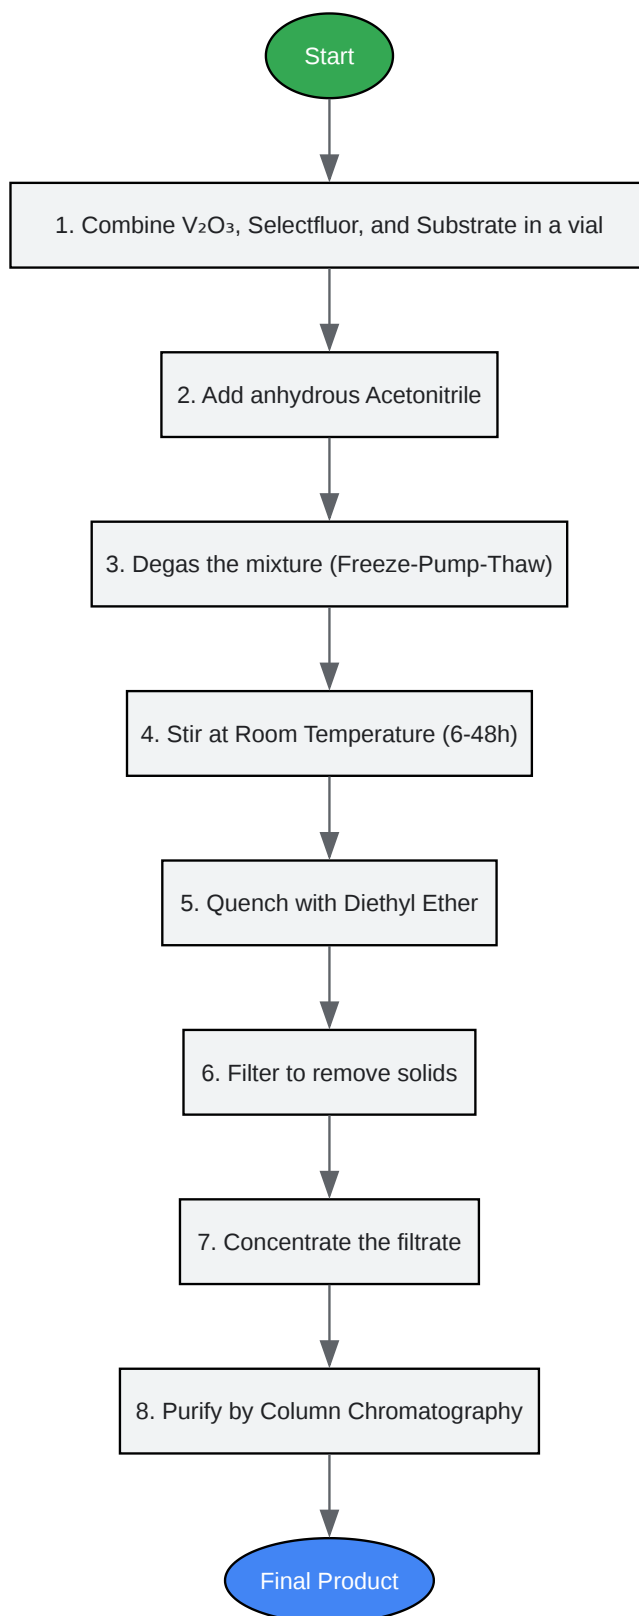 Start
1. Combine V₂O₃, Selectfluor, and Substrate in a vial
2. Add anhydrous Acetonitrile
3. Degas the mixture (Freeze-Pump-Thaw)
4. Stir at Room Temperature (6-48h)
5. Quench with Diethyl Ether
6. Filter to remove solids
7. Concentrate the filtrate
8. Purify by Column Chromatography
Final Product